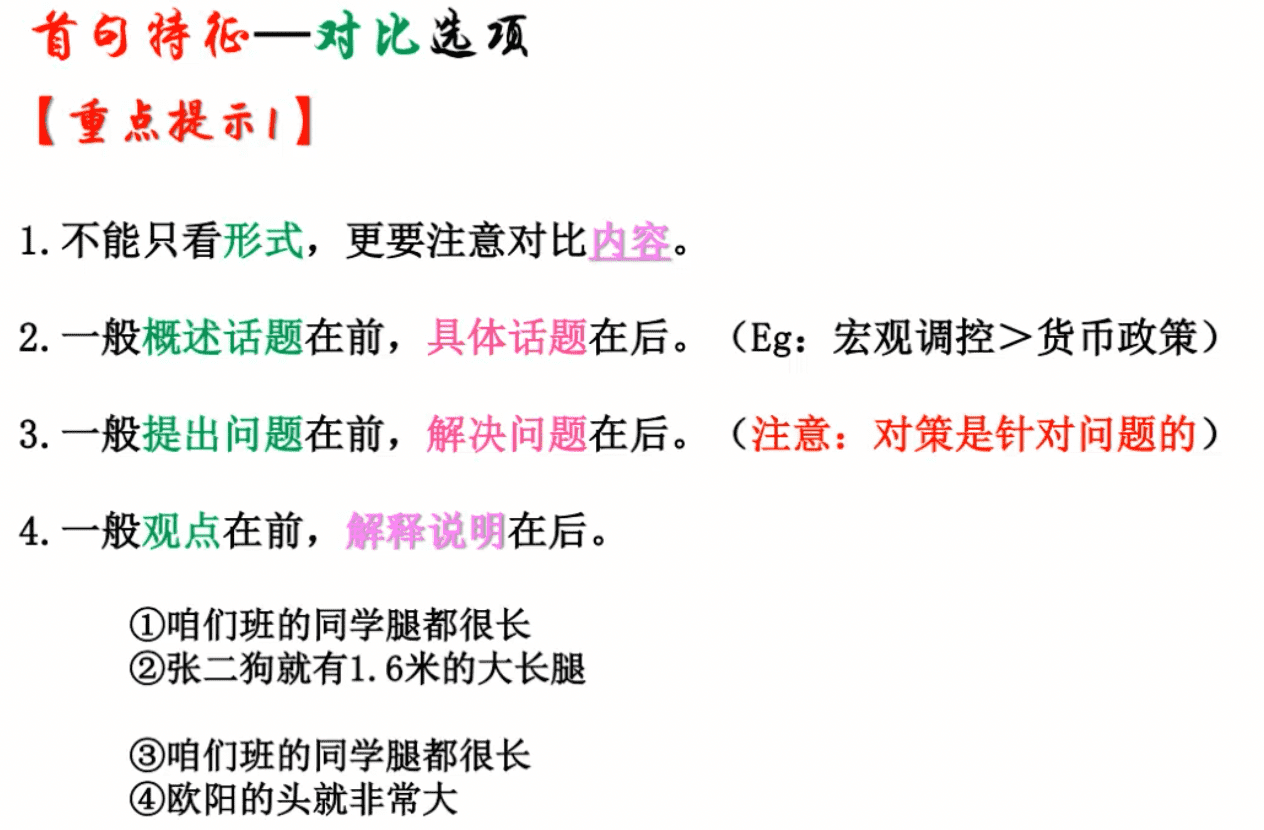 首句特征—对比选项
【重点提示1】
1.不能只看形式，更要注意对比内容。
2.一般概述话题在前，具体话题在后。（Eg：宏观调控＞货币政策）
3.一般提出问题在前，解决问题在后。（注意：对策是针对问题的）
4.一般观点在前，解释说明在后。
①咱们班的同学腿都很长
②张二狗就有1.6米的大长腿
③咱们班的同学腿都很长
④欧阳的头就非常大